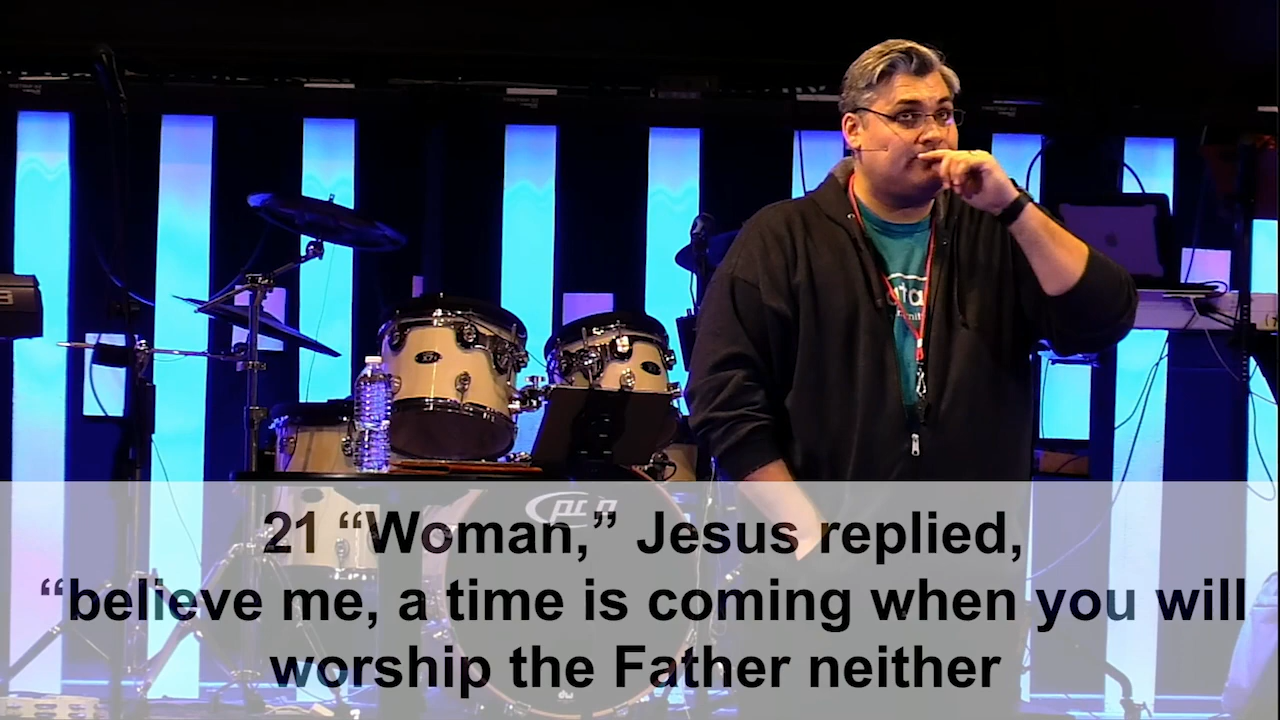 21 “Woman,” Jesus replied,
“believe me, a time is coming when you will
worship the Father neither